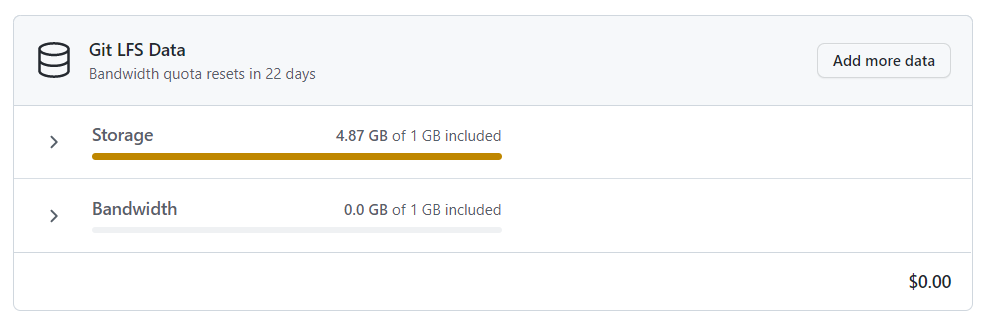 Git LFS Data
Bandwidth quota resets in 22 days
Add more data
Storage 4.87 GB of 1 GB included
Bandwidth 0.0 GB of 1 GB included
$0.00